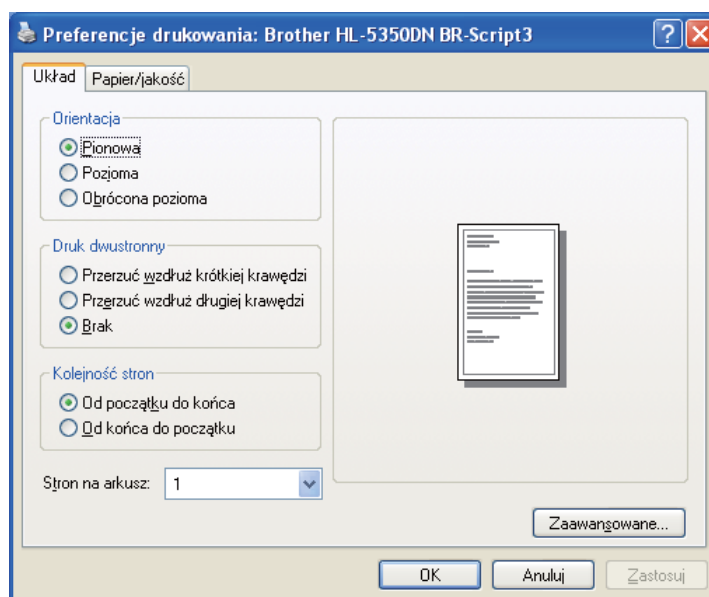 Preferencje drukowania: Brother HL-5350DN BR-Script3
Układ
Papier/jakość
Orientacja
Pionowa
Pozioma
Obrócona pozioma
Druk dwustronny
Przerzuć wzdłuż krótkiej krawędzi
Przerzuć wzdłuż długiej krawędzi
Brak
Kolejność stron
Od początku do końca
Od końca do początku
Stron na arkusz:
1
Zaawansowane...
OK
Anuluj
Zastosuj